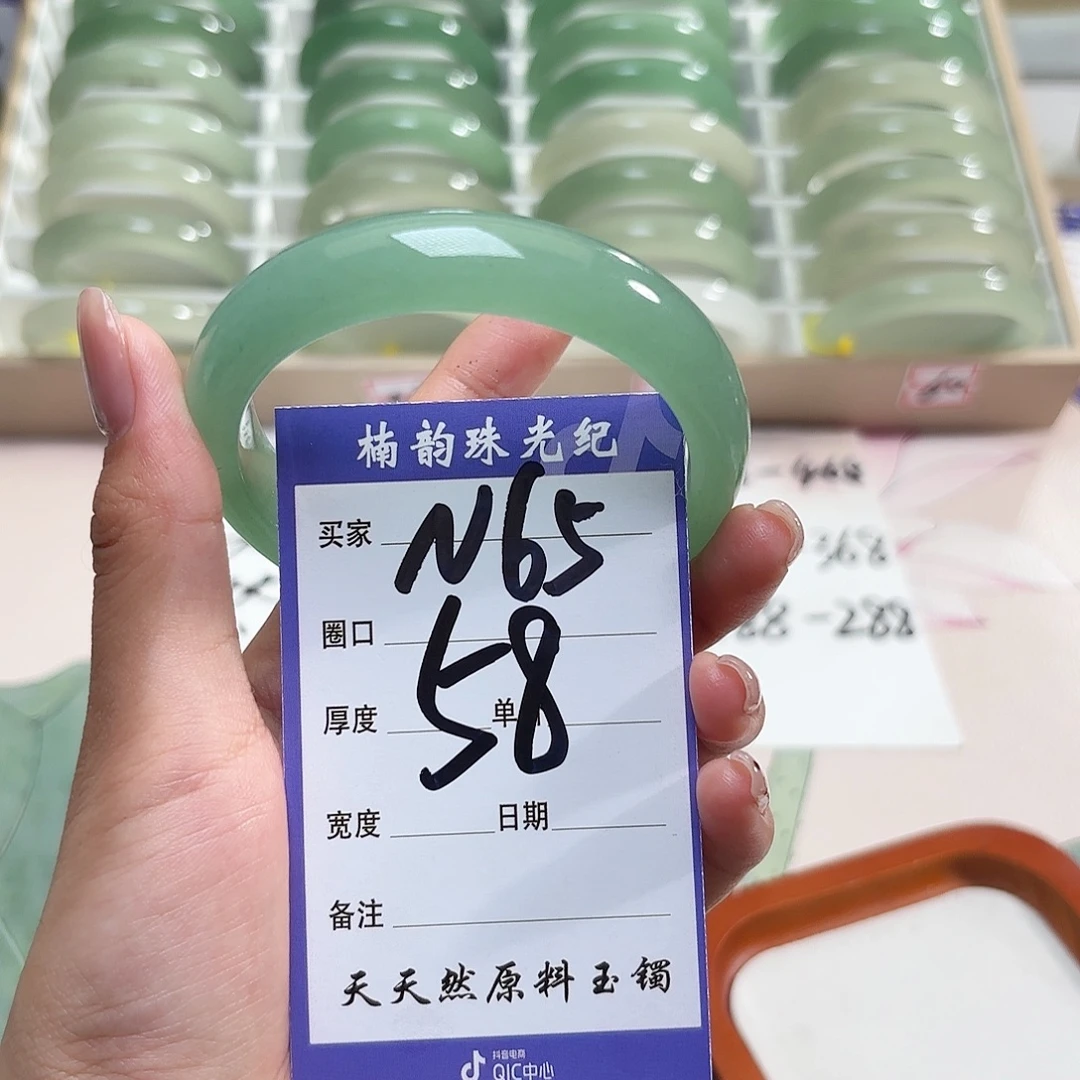 楠韵珠光纪
买家 N65
圈口 58
厚度 单
宽度 日期
备注
天天然原料玉镯
抖音电商
QIC中心